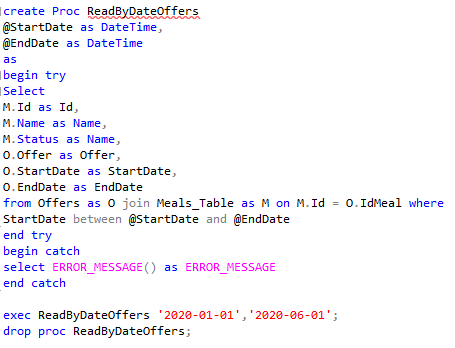 create Proc ReadByDateOffers
@StartDate as DateTime,
@EndDate as DateTime
as
begin try
Select
M.Id as Id,
M.Name as Name,
M.Status as Name,
O.Offer as Offer,
O.StartDate as StartDate,
O.EndDate as EndDate
from Offers as O join Meals_Table as M on M.Id = O.IdMeal where
StartDate between @StartDate and @EndDate
end try
begin catch
select ERROR_MESSAGE() as ERROR_MESSAGE
end catch
exec ReadByDateOffers '2020-01-01','2020-06-01';
drop proc ReadByDateOffers;